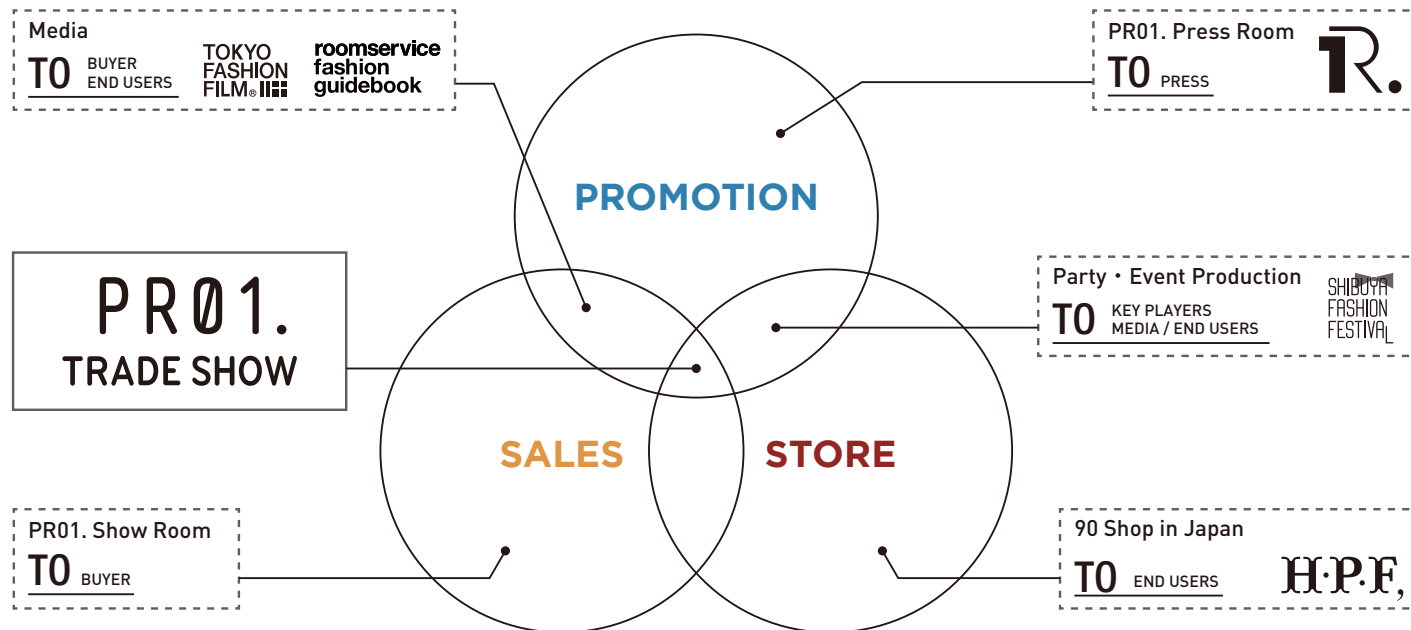 Media
TO BUYER
END USERS
TOKYO
FASHION
FILM®
roomservice
fashion
guidebook
PR01. Press Room
TO PRESS
1R.
PROMOTION
PR01.
TRADE SHOW
Party・Event Production
TO KEY PLAYERS
MEDIA / END USERS
SHIBUYA
FASHION
FESTIVAL
SALES
STORE
PR01. Show Room
TO BUYER
90 Shop in Japan
TO END USERS
H·P·F,